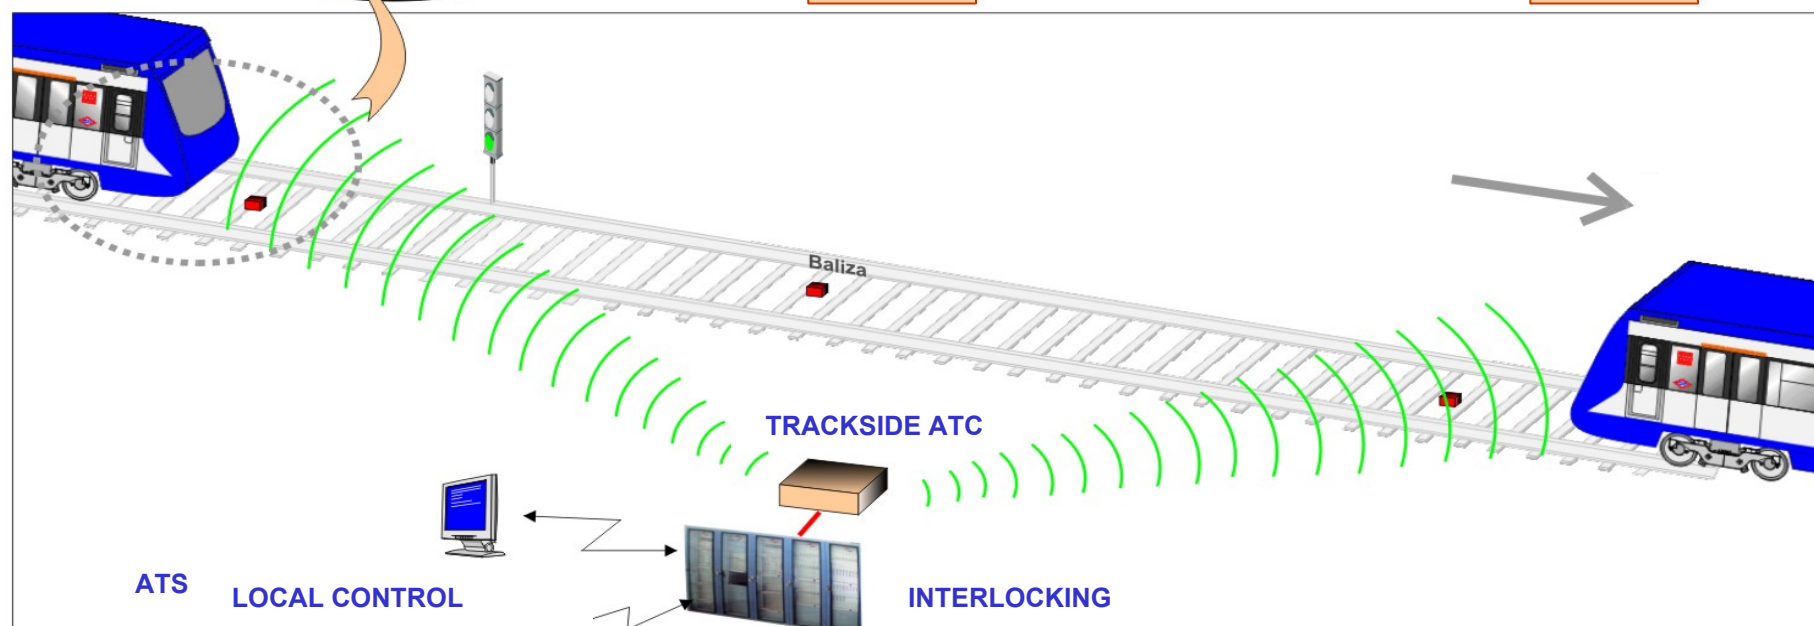 Baliza
TRACKSIDE ATC
ATS
LOCAL CONTROL
INTERLOCKING